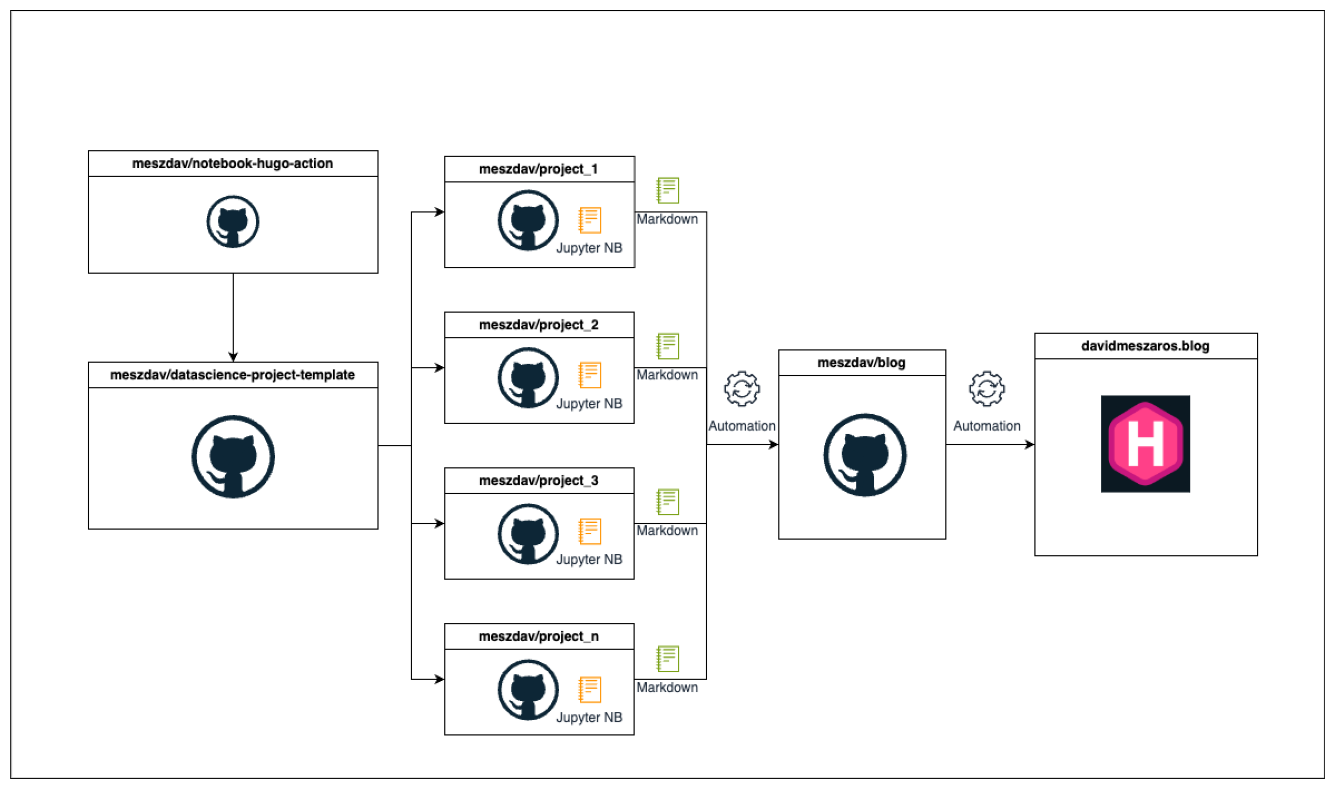 meszdav/notebook-hugo-action
meszdav/datascience-project-template
meszdav/project_1
Jupyter NB
Markdown
meszdav/project_2
Jupyter NB
Markdown
meszdav/project_3
Jupyter NB
Markdown
meszdav/project_n
Jupyter NB
Markdown
Automation
meszdav/blog
Automation
davidmeszaros.blog
H